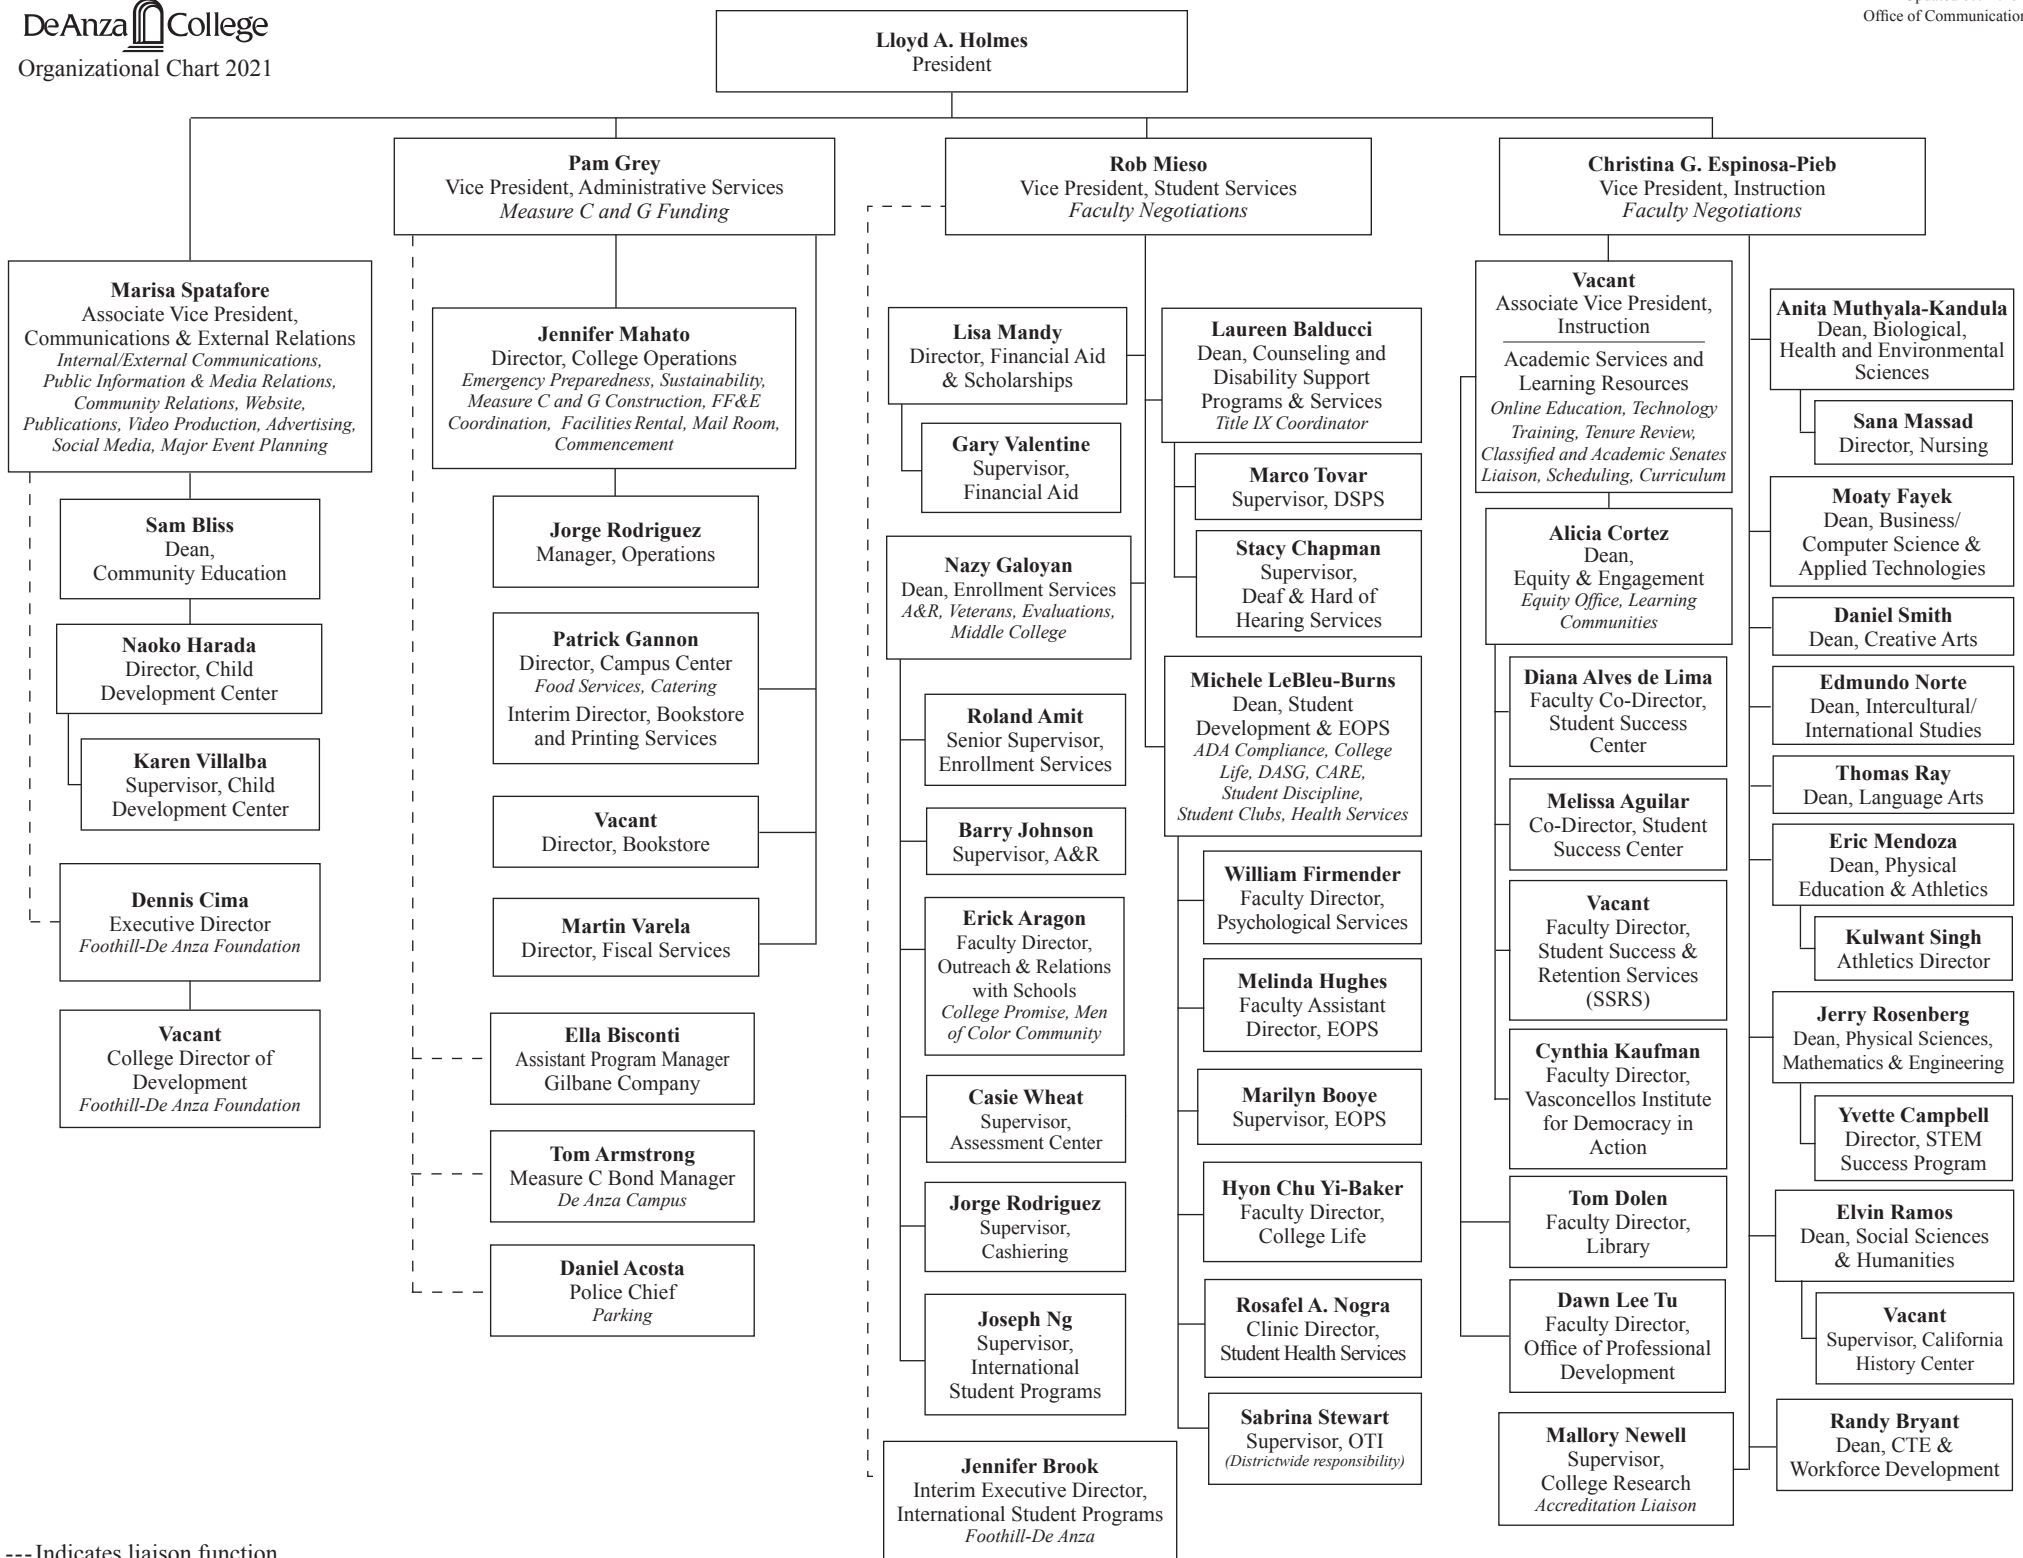 DeAnza College
Organizational Chart 2021
Office of Communication
Lloyd A. Holmes
President
Pam Grey
Vice President, Administrative Services
Measure C and G Funding
Rob Mieso
Vice President, Student Services
Faculty Negotiations
Christina G. Espinosa-Pieb
Vice President, Instruction
Faculty Negotiations
Marisa Spatafore
Associate Vice President,
Communications & External Relations
Internal/External Communications,
Public Information & Media Relations,
Community Relations, Website,
Publications, Video Production, Advertising,
Social Media, Major Event Planning
Sam Bliss
Dean,
Community Education
Naoko Harada
Director, Child
Development Center
Karen Villalba
Supervisor, Child
Development Center
Dennis Cima
Executive Director
Foothill-De Anza Foundation
Vacant
College Director of
Development
Foothill-De Anza Foundation
Jennifer Mahato
Director, College Operations
Emergency Preparedness, Sustainability,
Measure C and G Construction, FF&E
Coordination, Facilities Rental, Mail Room,
Commencement
Jorge Rodriguez
Manager, Operations
Patrick Gannon
Director, Campus Center
Food Services, Catering
Interim Director, Bookstore
and Printing Services
Vacant
Director, Bookstore
Martin Varela
Director, Fiscal Services
Ella Bisconti
Assistant Program Manager
Gilbane Company
Tom Armstrong
Measure C Bond Manager
De Anza Campus
Daniel Acosta
Police Chief
Parking
Lisa Mandy
Director, Financial Aid
& Scholarships
Gary Valentine
Supervisor,
Financial Aid
Nazy Galoyan
Dean, Enrollment Services
A&R, Veterans, Evaluations,
Middle College
Roland Amit
Senior Supervisor,
Enrollment Services
Barry Johnson
Supervisor, A&R
Erick Aragon
Faculty Director,
Outreach & Relations
with Schools
College Promise, Men
of Color Community
Casie Wheat
Supervisor,
Assessment Center
Jorge Rodriguez
Supervisor,
Cashiering
Joseph Ng
Supervisor,
International
Student Programs
Jennifer Brook
Interim Executive Director,
International Student Programs
Foothill-De Anza
Laureen Balducci
Dean, Counseling and
Disability Support
Programs & Services
Title IX Coordinator
Marco Tovar
Supervisor, DSPS
Stacy Chapman
Supervisor,
Deaf & Hard of
Hearing Services
Michele LeBleu-Burns
Dean, Student
Development & EOPS
ADA Compliance, College
Life, DASG, CARE,
Student Discipline,
Student Clubs, Health Services
William Firmender
Faculty Director,
Psychological Services
Melinda Hughes
Faculty Assistant
Director, EOPS
Marilyn Booye
Supervisor, EOPS
Hyon Chu Yi-Baker
Faculty Director,
College Life
Rosafel A. Nogra
Clinic Director,
Student Health Services
Sabrina Stewart
Supervisor, OTI
(Districtwide responsibility)
Vacant
Associate Vice President,
Instruction
Academic Services and
Learning Resources
Online Education, Technology
Training, Tenure Review,
Classified and Academic Senates
Liaison, Scheduling, Curriculum
Alicia Cortez
Dean,
Equity & Engagement
Equity Office, Learning
Communities
Diana Alves de Lima
Faculty Co-Director,
Student Success
Center
Melissa Aguilar
Co-Director, Student
Success Center
Vacant
Faculty Director,
Student Success &
Retention Services
(SSRS)
Cynthia Kaufman
Faculty Director,
Vasconcellos Institute
for Democracy in
Action
Tom Dolen
Faculty Director,
Library
Dawn Lee Tu
Faculty Director,
Office of Professional
Development
Mallory Newell
Supervisor,
College Research
Accreditation Liaison
Anita Muthyala-Kandula
Dean, Biological,
Health and Environmental
Sciences
Sana Massad
Director, Nursing
Moaty Fayek
Dean, Business/
Computer Science &
Applied Technologies
Daniel Smith
Dean, Creative Arts
Edmundo Norte
Dean, Intercultural/
International Studies
Thomas Ray
Dean, Language Arts
Eric Mendoza
Dean, Physical
Education & Athletics
Kulwant Singh
Athletics Director
Jerry Rosenberg
Dean, Physical Sciences,
Mathematics & Engineering
Yvette Campbell
Director, STEM
Success Program
Elvin Ramos
Dean, Social Sciences
& Humanities
Vacant
Supervisor, California
History Center
Randy Bryant
Dean, CTE &
Workforce Development
---Indicates liaison function